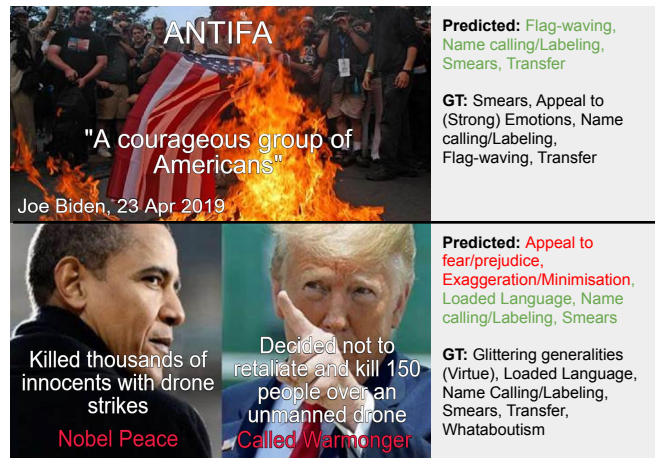 ANTIFA
"A courageous group of
Americans"
Joe Biden, 23 Apr 2019
Predicted: Flag-waving,
Name calling/Labeling,
Smears, Transfer
GT: Smears, Appeal to
(Strong) Emotions, Name
calling/Labeling,
Flag-waving, Transfer
Killed thousands of
innocents with drone
strikes
Nobel Peace
Decided not to
retaliate and kill 150
people over an
unmanned drone
Called Warmonger
Predicted: Appeal to
fear/prejudice,
Exaggeration/Minimisation,
Loaded Language, Name
calling/Labeling, Smears
GT: Glittering generalities
(Virtue), Loaded Language,
Name Calling/Labeling,
Smears, Transfer,
Whataboutism